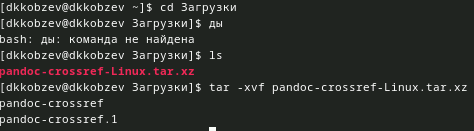 [dkkobzev@dkkobzev ~]$ cd Загрузки
[dkkobzev@dkkobzev Загрузки]$ ды
bash: ды: команда не найдена
[dkkobzev@dkkobzev Загрузки]$ ls
pandoc-crossref-Linux.tar.xz
[dkkobzev@dkkobzev Загрузки]$ tar -xvf pandoc-crossref-Linux.tar.xz
pandoc-crossref
pandoc-crossref.1